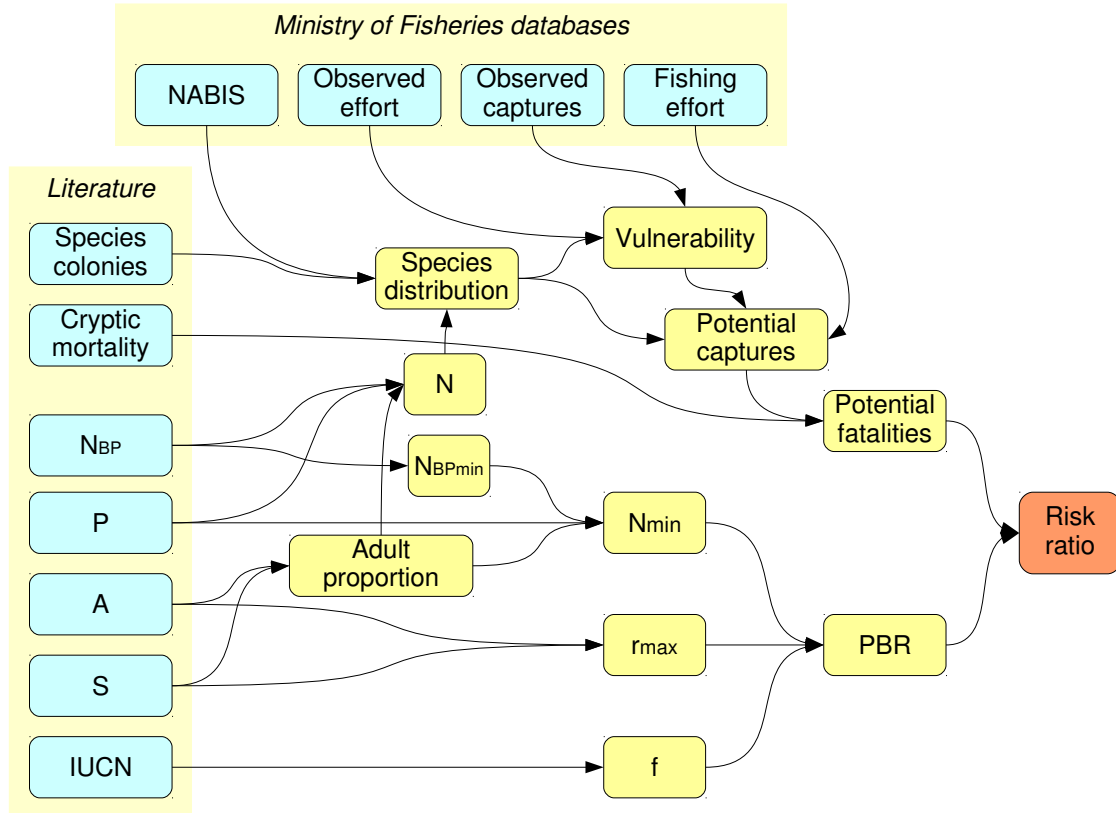 Ministry of Fisheries databases
NABIS
Observed
effort
Observed
captures
Fishing
effort
Literature
Species
colonies
Cryptic
mortality
NBP
P
A
S
IUCN
Species
distribution
Vulnerability
Potential
captures
N
NBPmin
Adult
proportion
Potential
fatalities
Nmin
rmax
f
PBR
Risk
ratio